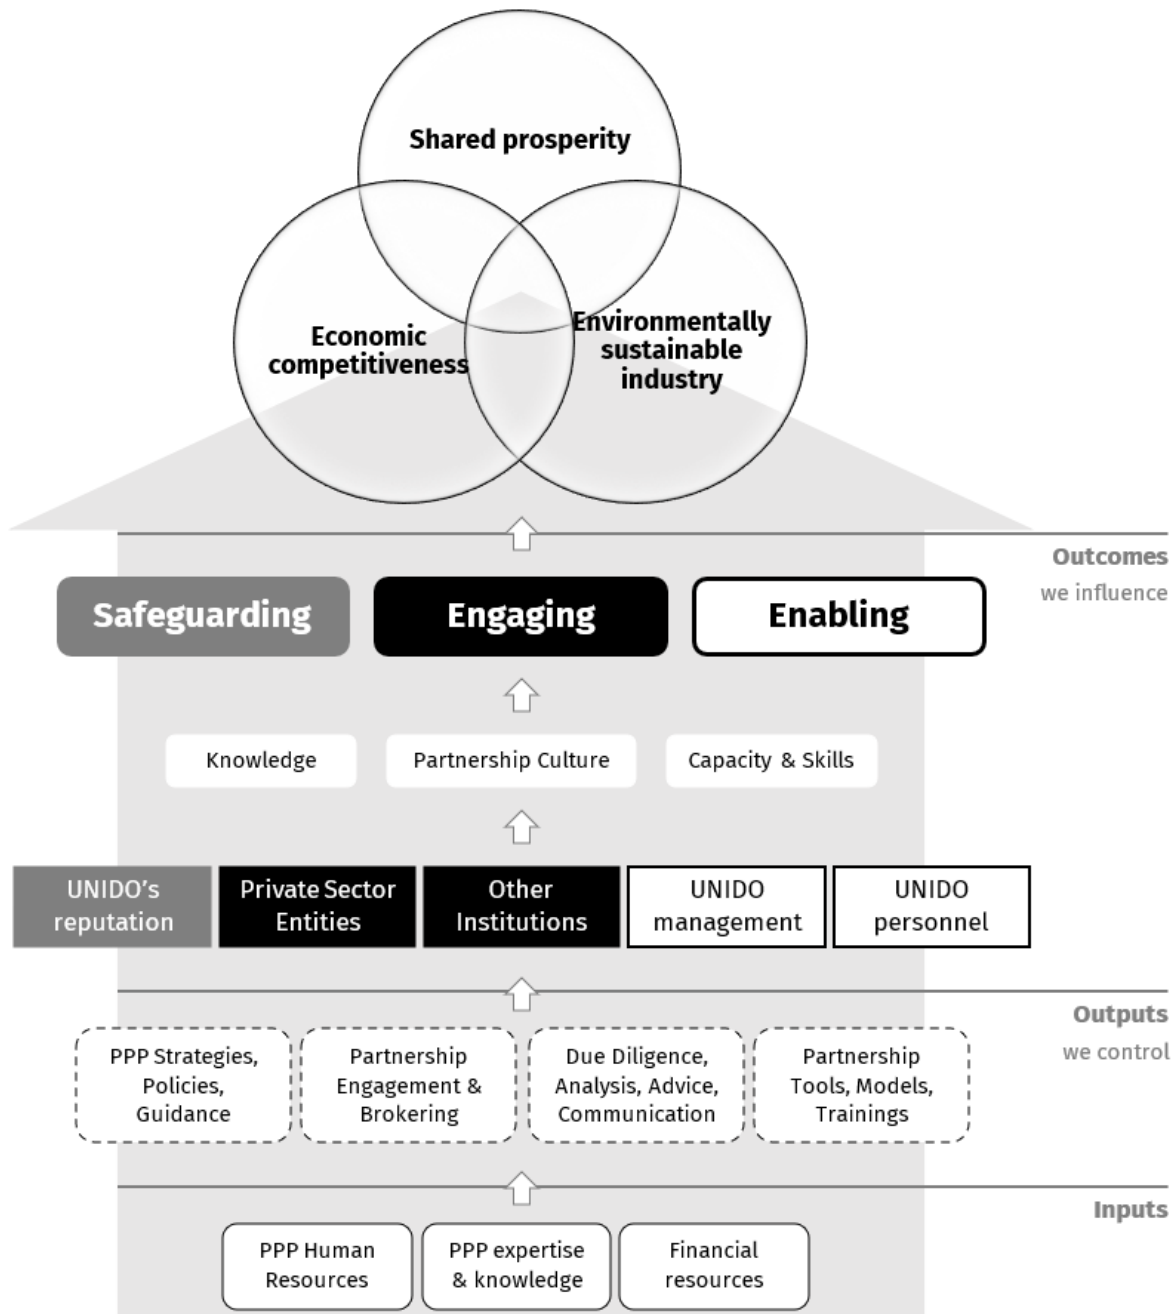 Shared prosperity
Economic
competitiveness
Environmentally
sustainable
industry
Outcomes
we influence
Safeguarding
Engaging
Enabling
Knowledge
Partnership Culture
Capacity & Skills
UNIDO's
reputation
Private Sector
Entities
Other
Institutions
UNIDO
management
UNIDO
personnel
Outputs
we control
PPP Strategies,
Policies,
Guidance
Partnership
Engagement &
Brokering
Due Diligence,
Analysis, Advice,
Communication
Partnership
Tools, Models,
Trainings
Inputs
PPP Human
Resources
PPP expertise
& knowledge
Financial
resources